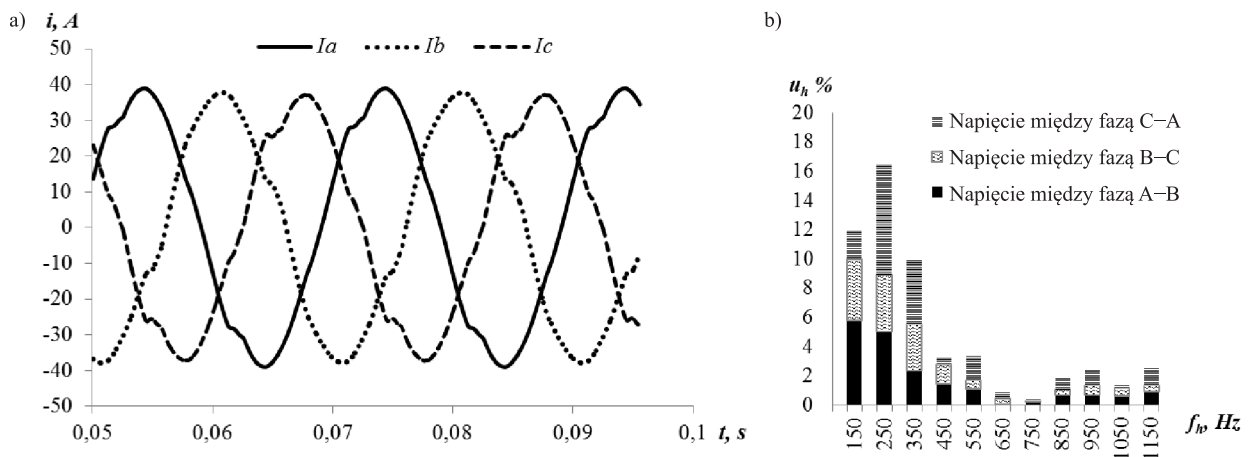 a)
i, A
50
40
30
20
10
0
-10
-20
-30
-40
-50
Ia Ib Ic
0,05 0,06 0,07 0,08 0,09 0,1
t, s
b)
u_h %
20
18
16
14
12
10
8
6
4
2
0
Napięcie między fazą C−A
Napięcie między fazą B−C
Napięcie między fazą A−B
150 250 350 450 550 650 750 850 950 1050 1150
f_h, Hz